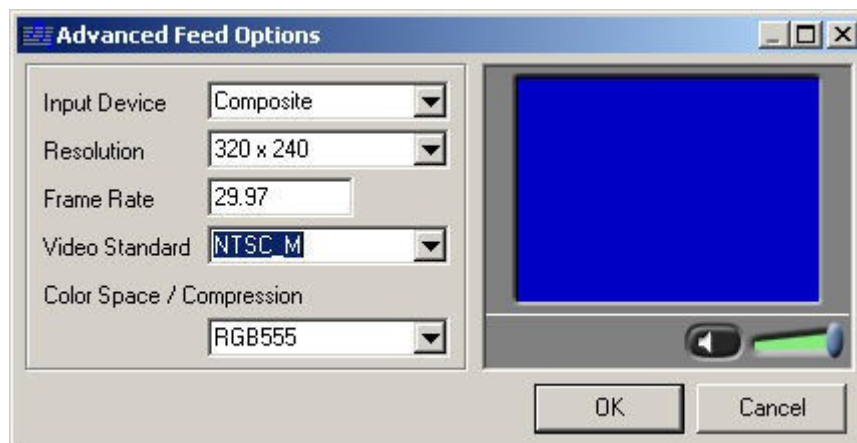 Advanced Feed Options
Input Device Composite
Resolution 320 x 240
Frame Rate 29.97
Video Standard NTSC_M
Color Space / Compression
RGB555
OK Cancel